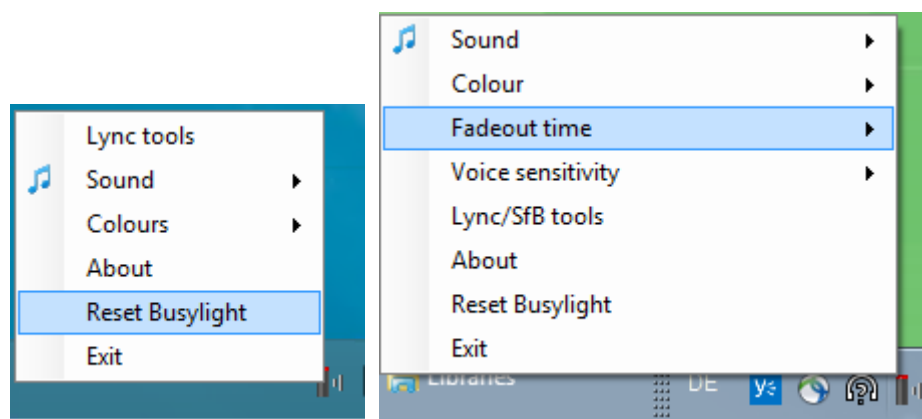 Lync tools
Sound
Colours
About
Reset Busylight
Exit
Sound
Colour
Fadeout time
Voice sensitivity
Lync/SfB tools
About
Reset Busylight
Exit
Libraries
DE